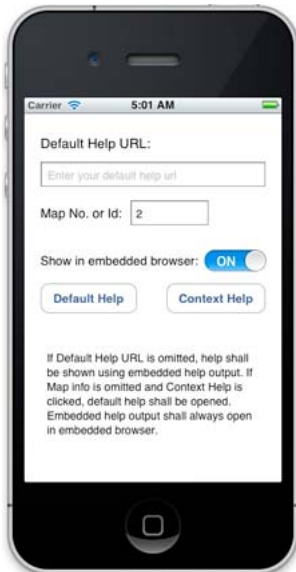 Carrier 5:01 AM
Default Help URL:
Enter your default help url
Map No. or Id: 2
Show in embedded browser: ON
Default Help Context Help
If Default Help URL is omitted, help shall
be shown using embedded help output. If
Map info is omitted and Context Help is
clicked, default help shall be opened.
Embedded help output shall always open
in embedded browser.